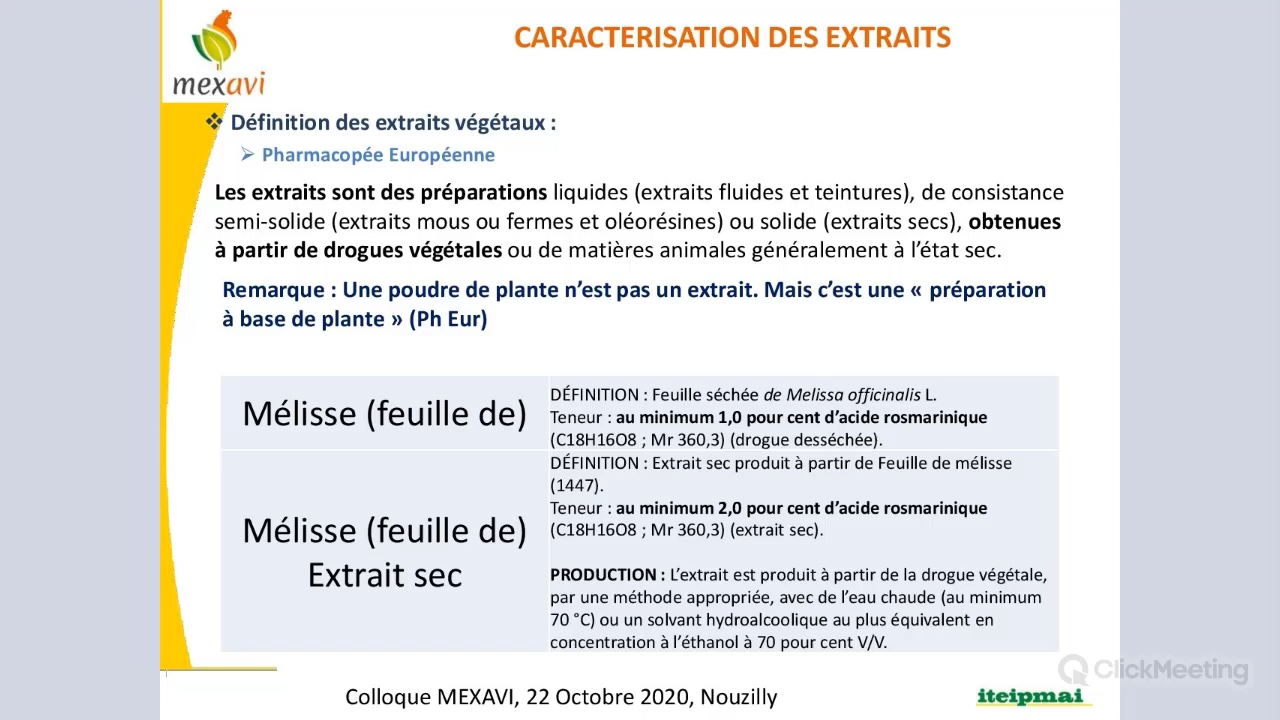 mexavi
CARACTERISATION DES EXTRAITS
❖ Définition des extraits végétaux :
➢ Pharmacopée Européenne
Les extraits sont des préparations liquides (extraits fluides et teintures), de consistance
semi-solide (extraits mous ou fermes et oléorésines) ou solide (extraits secs), obtenues
à partir de drogues végétales ou de matières animales généralement à l’état sec.
Remarque : Une poudre de plante n’est pas un extrait. Mais c’est une « préparation
à base de plante » (Ph Eur)
Mélisse (feuille de)
DÉFINITION : Feuille séchée de Melissa officinalis L.
Teneur : au minimum 1,0 pour cent d’acide rosmarinique
(C18H16O8 ; Mr 360,3) (drogue desséchée).
Mélisse (feuille de)
Extrait sec
DÉFINITION : Extrait sec produit à partir de Feuille de mélisse
(1447).
Teneur : au minimum 2,0 pour cent d’acide rosmarinique
(C18H16O8 ; Mr 360,3) (extrait sec).
PRODUCTION : L’extrait est produit à partir de la drogue végétale,
par une méthode appropriée, avec de l’eau chaude (au minimum
70 °C) ou un solvant hydroalcoolique au plus équivalent en
concentration à l’éthanol à 70 pour cent V/V.
ClickMeeting
Colloque MEXAVI, 22 Octobre 2020, Nouzilly
iteipmai